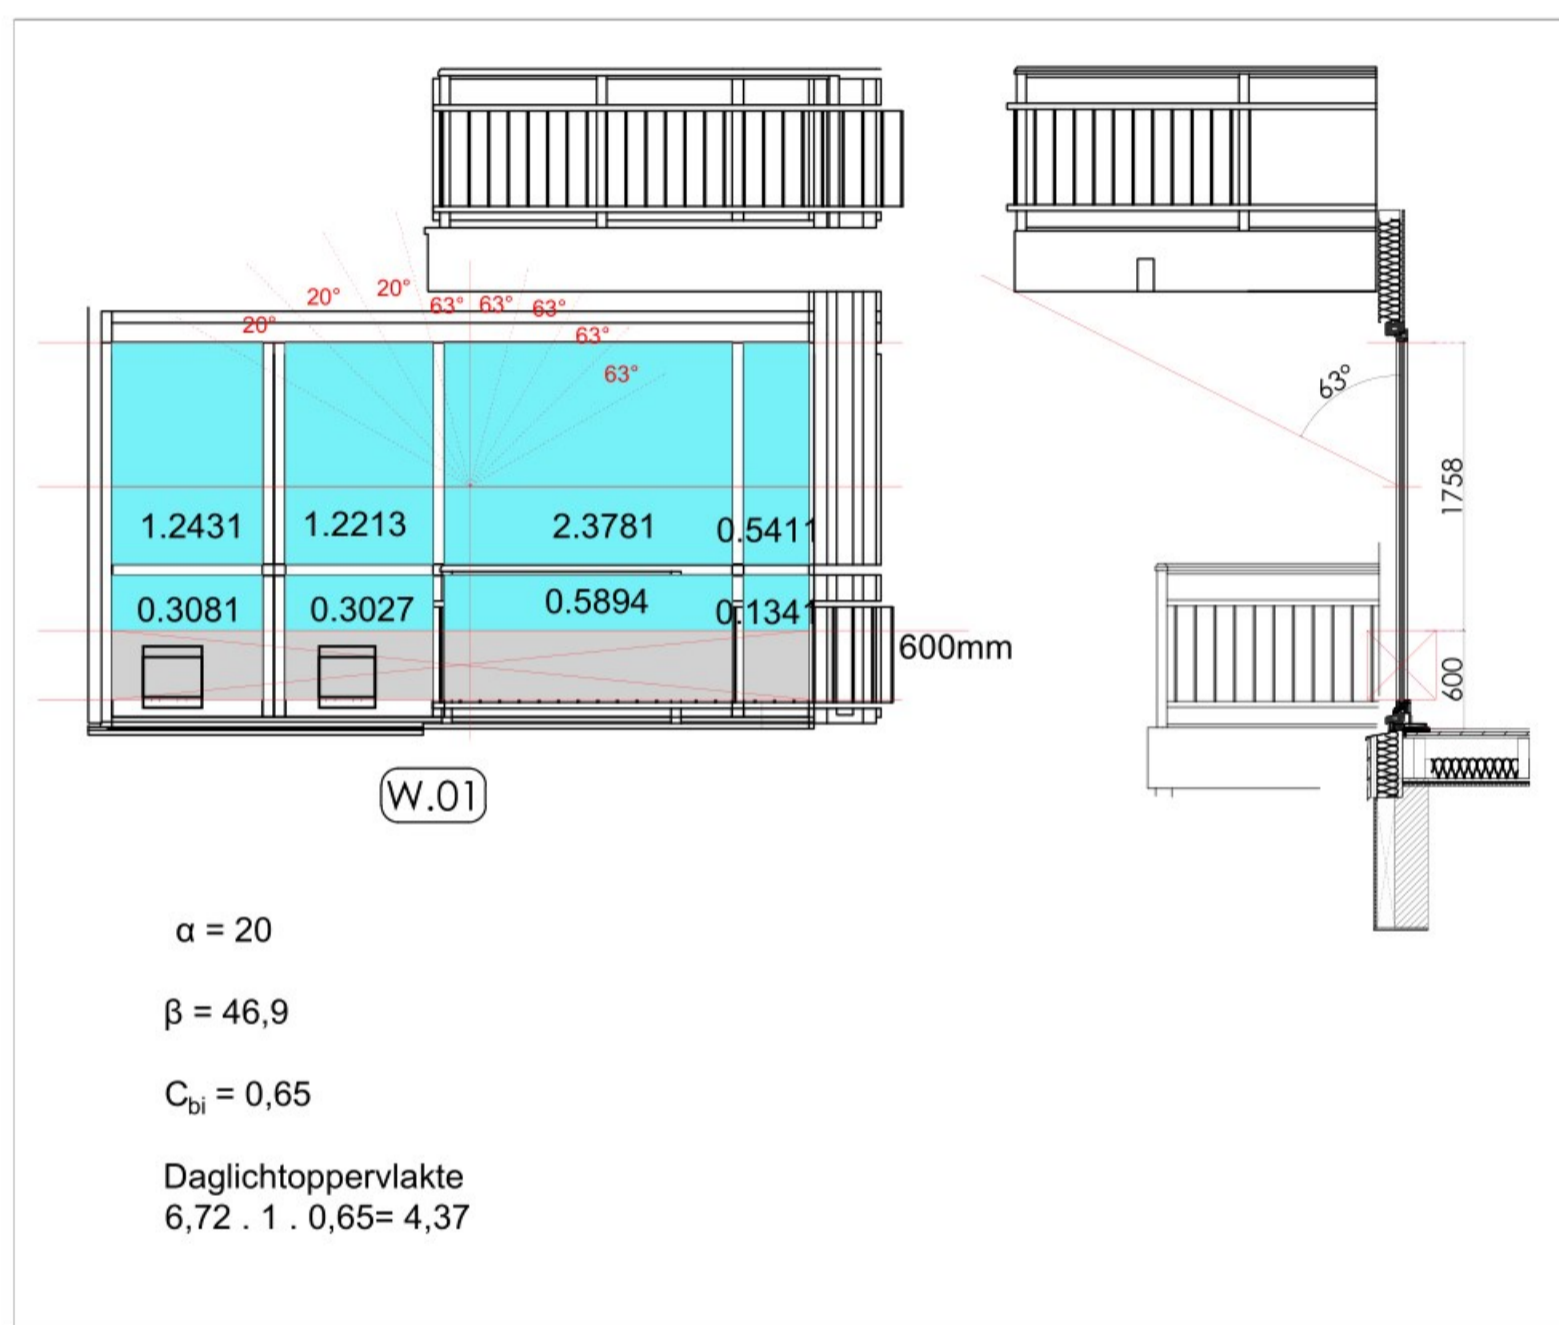 20°
20°
20°
63°
63°
63°
63°
63°
63°
1758
1.2431
1.2213
2.3781
0.5411
0.3081
0.3027
0.5894
0.1341
600mm
600
W.01
α = 20
β = 46,9
Cbi = 0,65
Daglichtoppervlakte
6,72 . 1 . 0,65= 4,37